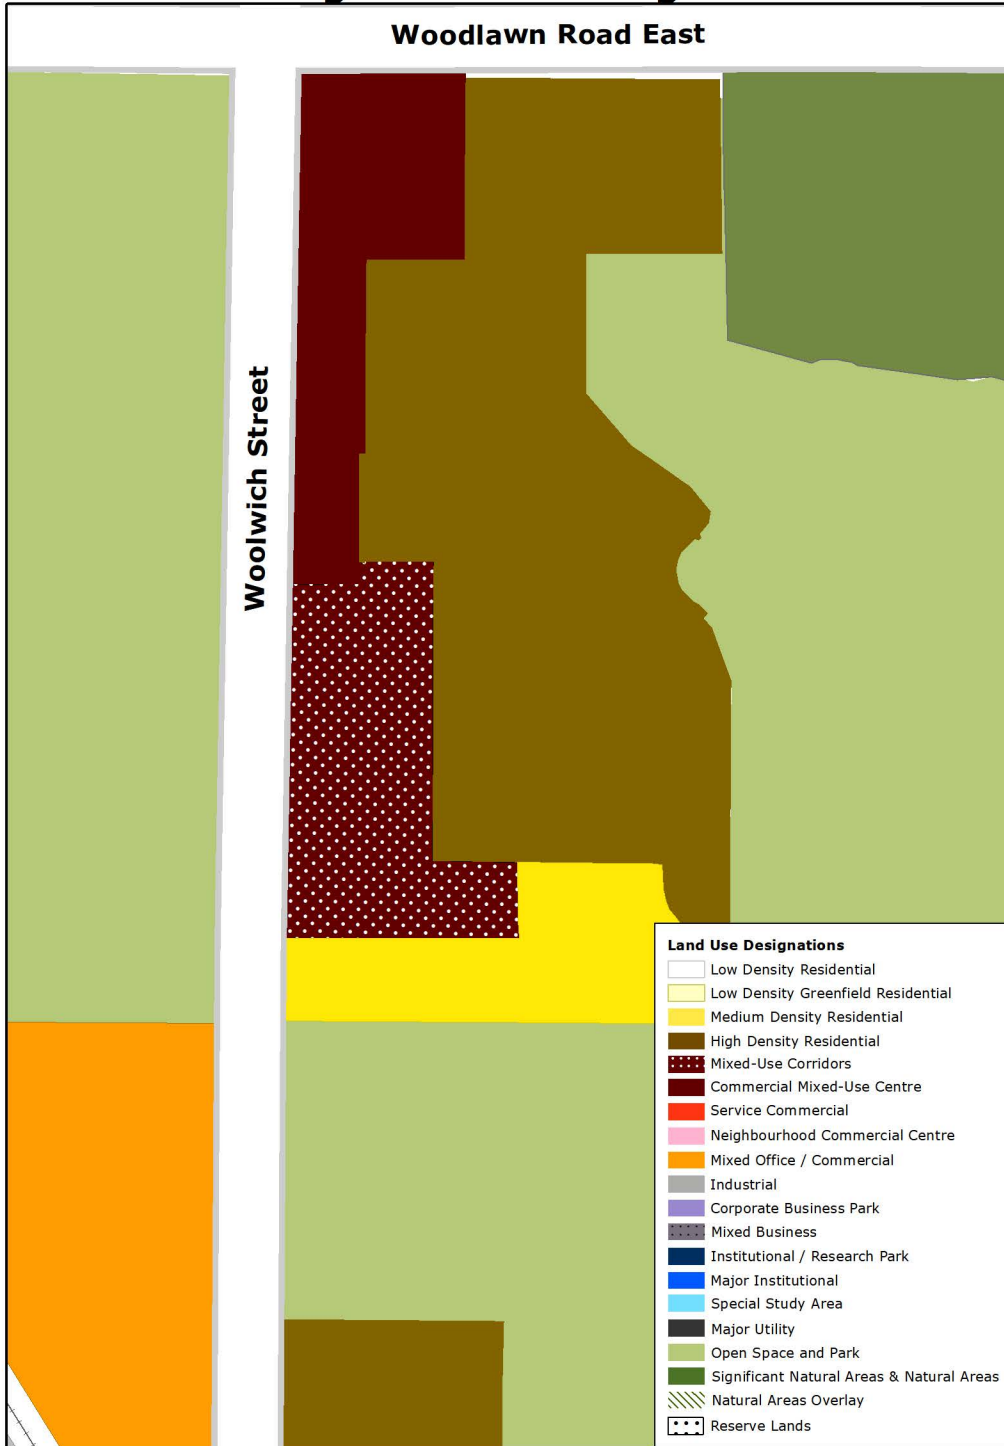 Woodlawn Road East
Woolwich Street
Land Use Designations
Low Density Residential
Low Density Greenfield Residential
Medium Density Residential
High Density Residential
Mixed-Use Corridors
Commercial Mixed-Use Centre
Service Commercial
Neighbourhood Commercial Centre
Mixed Office / Commercial
Industrial
Corporate Business Park
Mixed Business
Institutional / Research Park
Major Institutional
Special Study Area
Major Utility
Open Space and Park
Significant Natural Areas & Natural Areas
Natural Areas Overlay
Reserve Lands